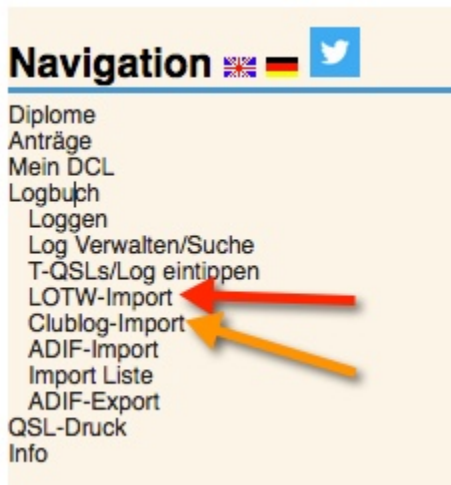 Navigation
Diplome
Anträge
Mein DCL
Logbuch
Loggen
Log Verwalten/Suche
T-QSLs/Log eintippen
LOTW-Import
Clublog-Import
ADIF-Import
Import Liste
ADIF-Export
QSL-Druck
Info